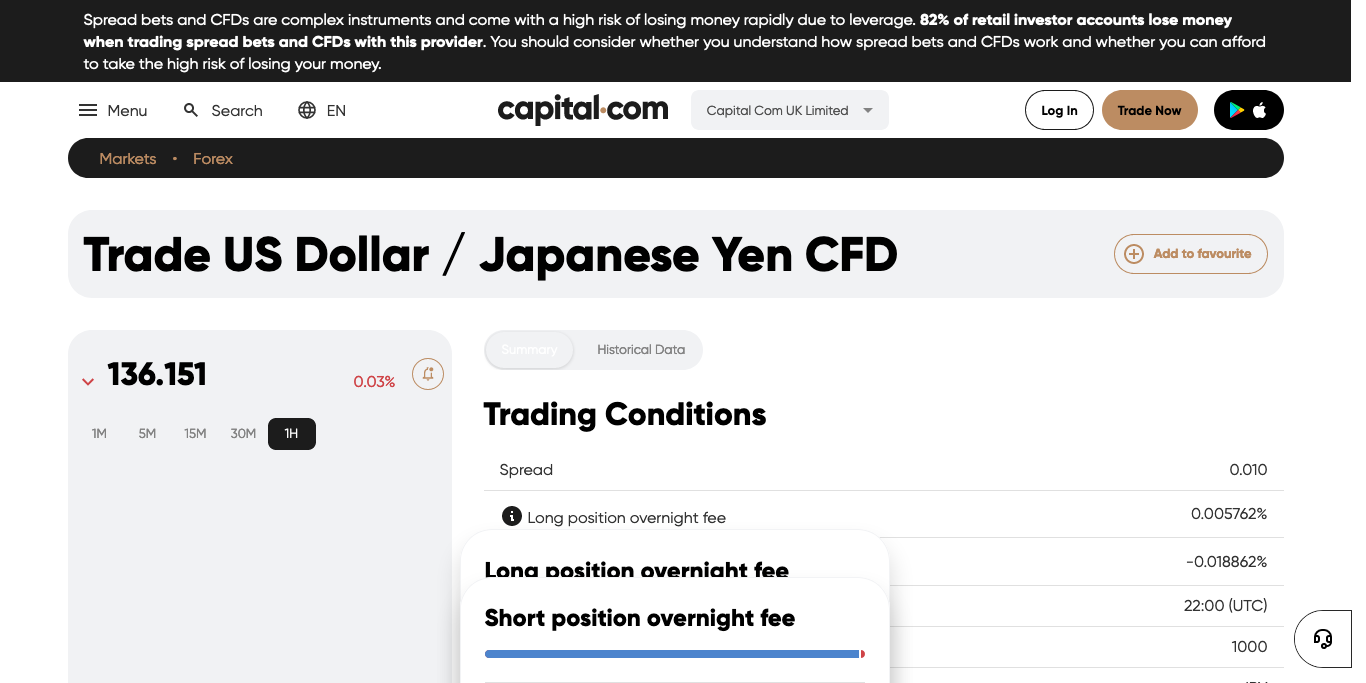 Spread bets and CFDs are complex instruments and come with a high risk of losing money rapidly due to leverage. 82% of retail investor accounts lose money
when trading spread bets and CFDs with this provider. You should consider whether you understand how spread bets and CFDs work and whether you can afford
to take the high risk of losing your money.
Menu Search EN capital.com Capital Com UK Limited Log In Trade Now
Markets • Forex
Trade US Dollar / Japanese Yen CFD Add to favourite
136.151 0.03%
1M 5M 15M 30M 1H
Summary Historical Data
Trading Conditions
Spread 0.010
Long position overnight fee 0.005762%
-0.018862%
22:00 (UTC)
1000
Long position overnight fee
Short position overnight fee